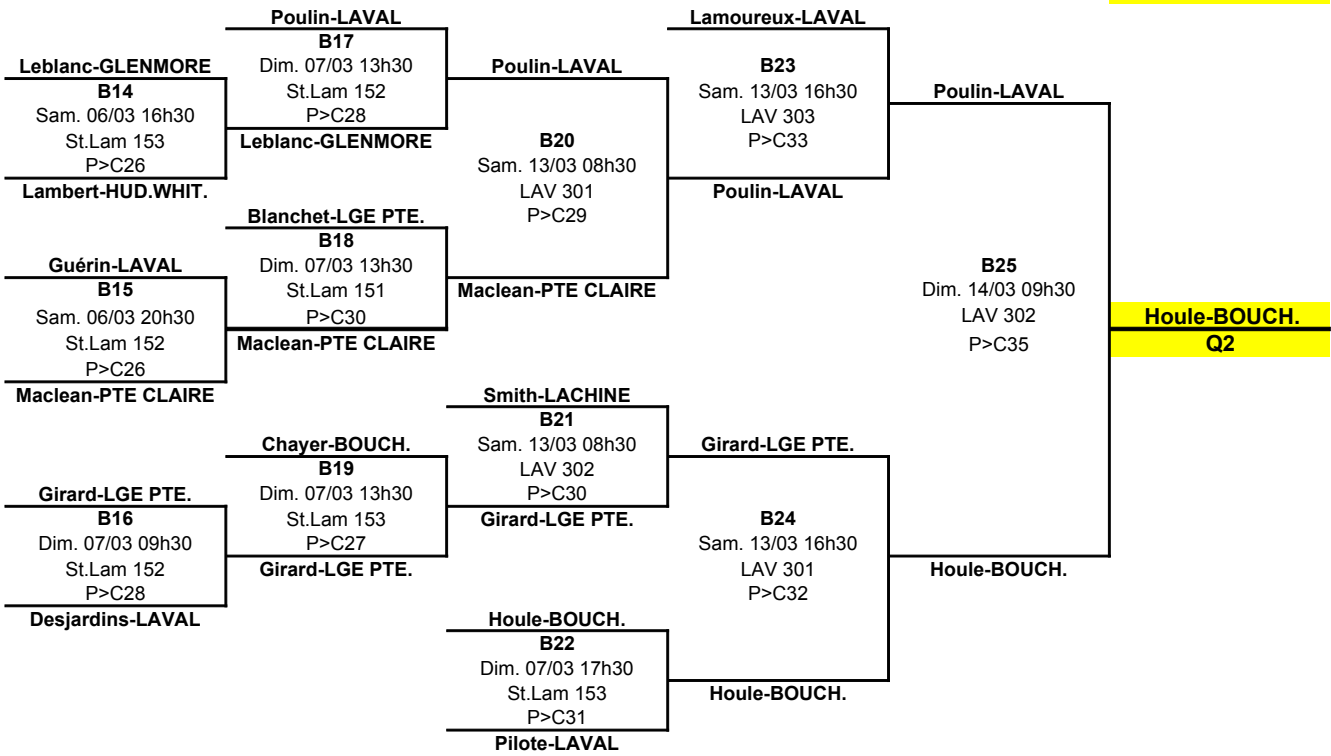 Poulin-LAVAL
Lamoureux-LAVAL
B17
Leblanc-GLENMORE
Dim. 07/03 13h30
Poulin-LAVAL
B23
B14
St.Lam 152
Sam. 13/03 16h30
Poulin-LAVAL
Sam. 06/03 16h30
P>C28
LAV 303
St.Lam 153
Leblanc-GLENMORE
B20
P>C33
P>C26
Sam. 13/03 08h30
Lambert-HUD.WHIT.
LAV 301
Poulin-LAVAL
Blanchet-LGE PTE.
P>C29
B18
Guérin-LAVAL
Dim. 07/03 13h30
B25
B15
St.Lam 151
Maclean-PTE CLAIRE
Dim. 14/03 09h30
Sam. 06/03 20h30
P>C30
LAV 302
Houle-BOUCH.
St.Lam 152
Maclean-PTE CLAIRE
P>C35
Q2
P>C26
Maclean-PTE CLAIRE
Smith-LACHINE
B21
Chayer-BOUCH.
Sam. 13/03 08h30
Girard-LGE PTE.
B19
LAV 302
Girard-LGE PTE.
Dim. 07/03 13h30
P>C30
B16
St.Lam 153
Girard-LGE PTE.
B24
Dim. 07/03 09h30
P>C27
Sam. 13/03 16h30
St.Lam 152
Girard-LGE PTE.
LAV 301
Houle-BOUCH.
P>C28
P>C32
Desjardins-LAVAL
Houle-BOUCH.
B22
Dim. 07/03 17h30
St.Lam 153
Houle-BOUCH.
P>C31
Pilote-LAVAL